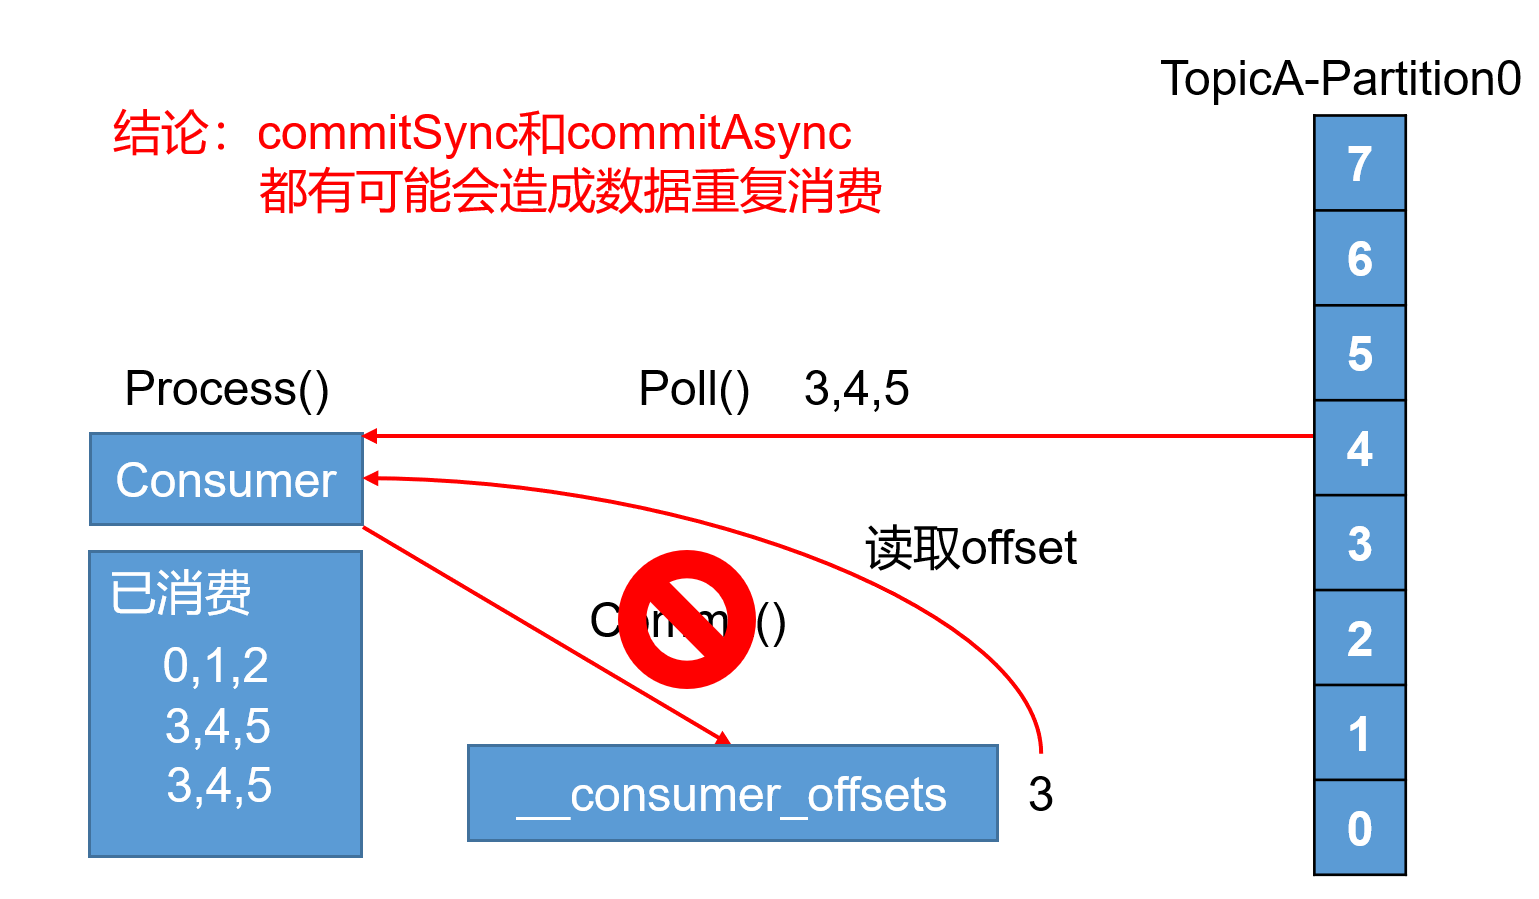 TopicA-Partition0
结论：commitSync和commitAsync
都有可能会造成数据重复消费
7
6
5
4
3
2
1
0
Process()
Poll() 3,4,5
Consumer
读取offset
已消费
0,1,2
3,4,5
3,4,5
__consumer_offsets
3